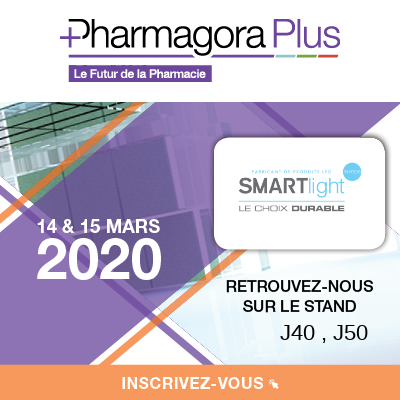 +Pharmagora Plus
Le Futur de la Pharmacie
14 & 15 MARS
2020
FABRICANT DE PRODUITS LED
SMARTlight
LE CHOIX DURABLE
RETROUVEZ-NOUS
SUR LE STAND
J40 , J50
INSCRIVEZ-VOUS